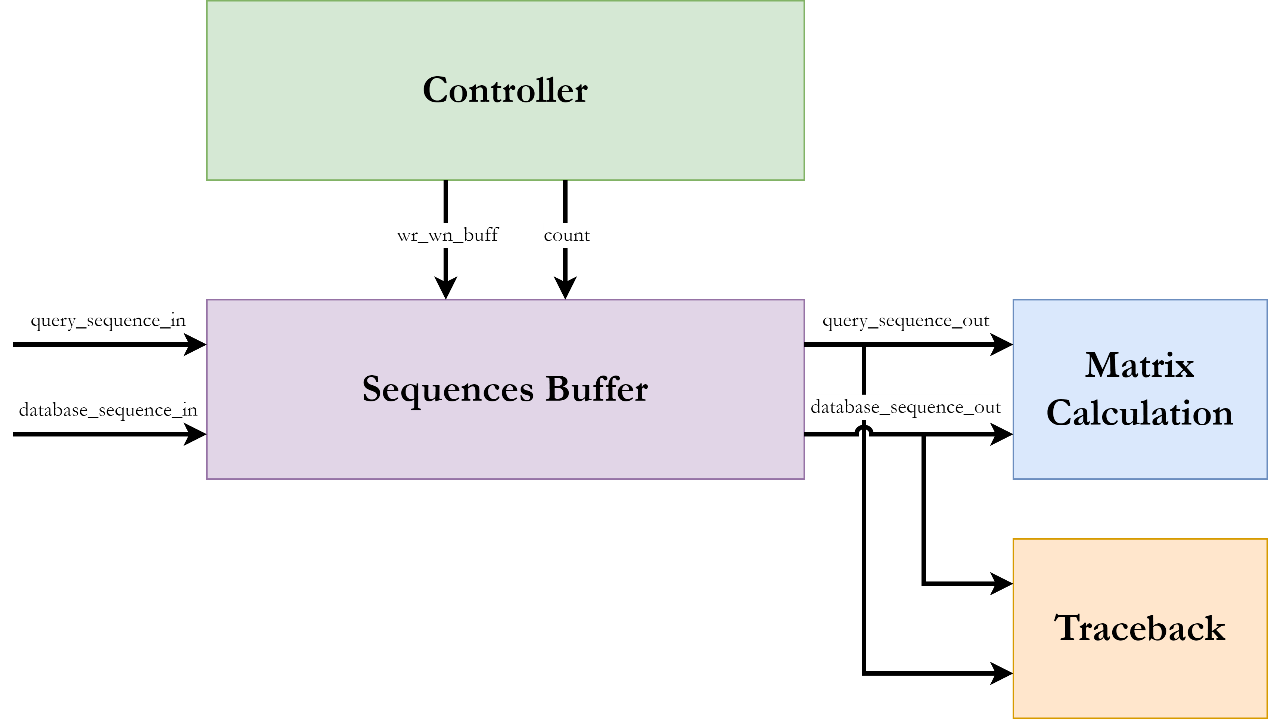 Controller
wr_wn_buff
count
query_sequence_in
query_sequence_out
database_sequence_in
Sequences Buffer
database_sequence_out
Matrix
Calculation
Traceback